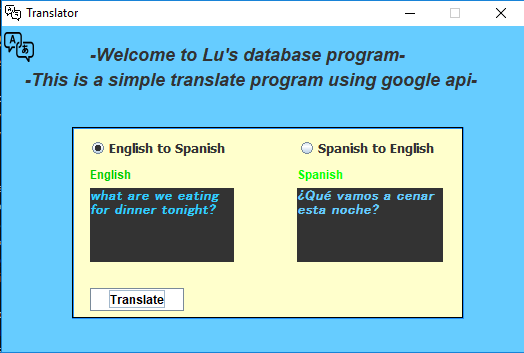 Translator
A あ
-Welcome to Lu's database program-
-This is a simple translate program using google api-
English to Spanish
Spanish to English
English
Spanish
what are we eating
for dinner tonight?
¿Qué vamos a cenar
esta noche?
Translate